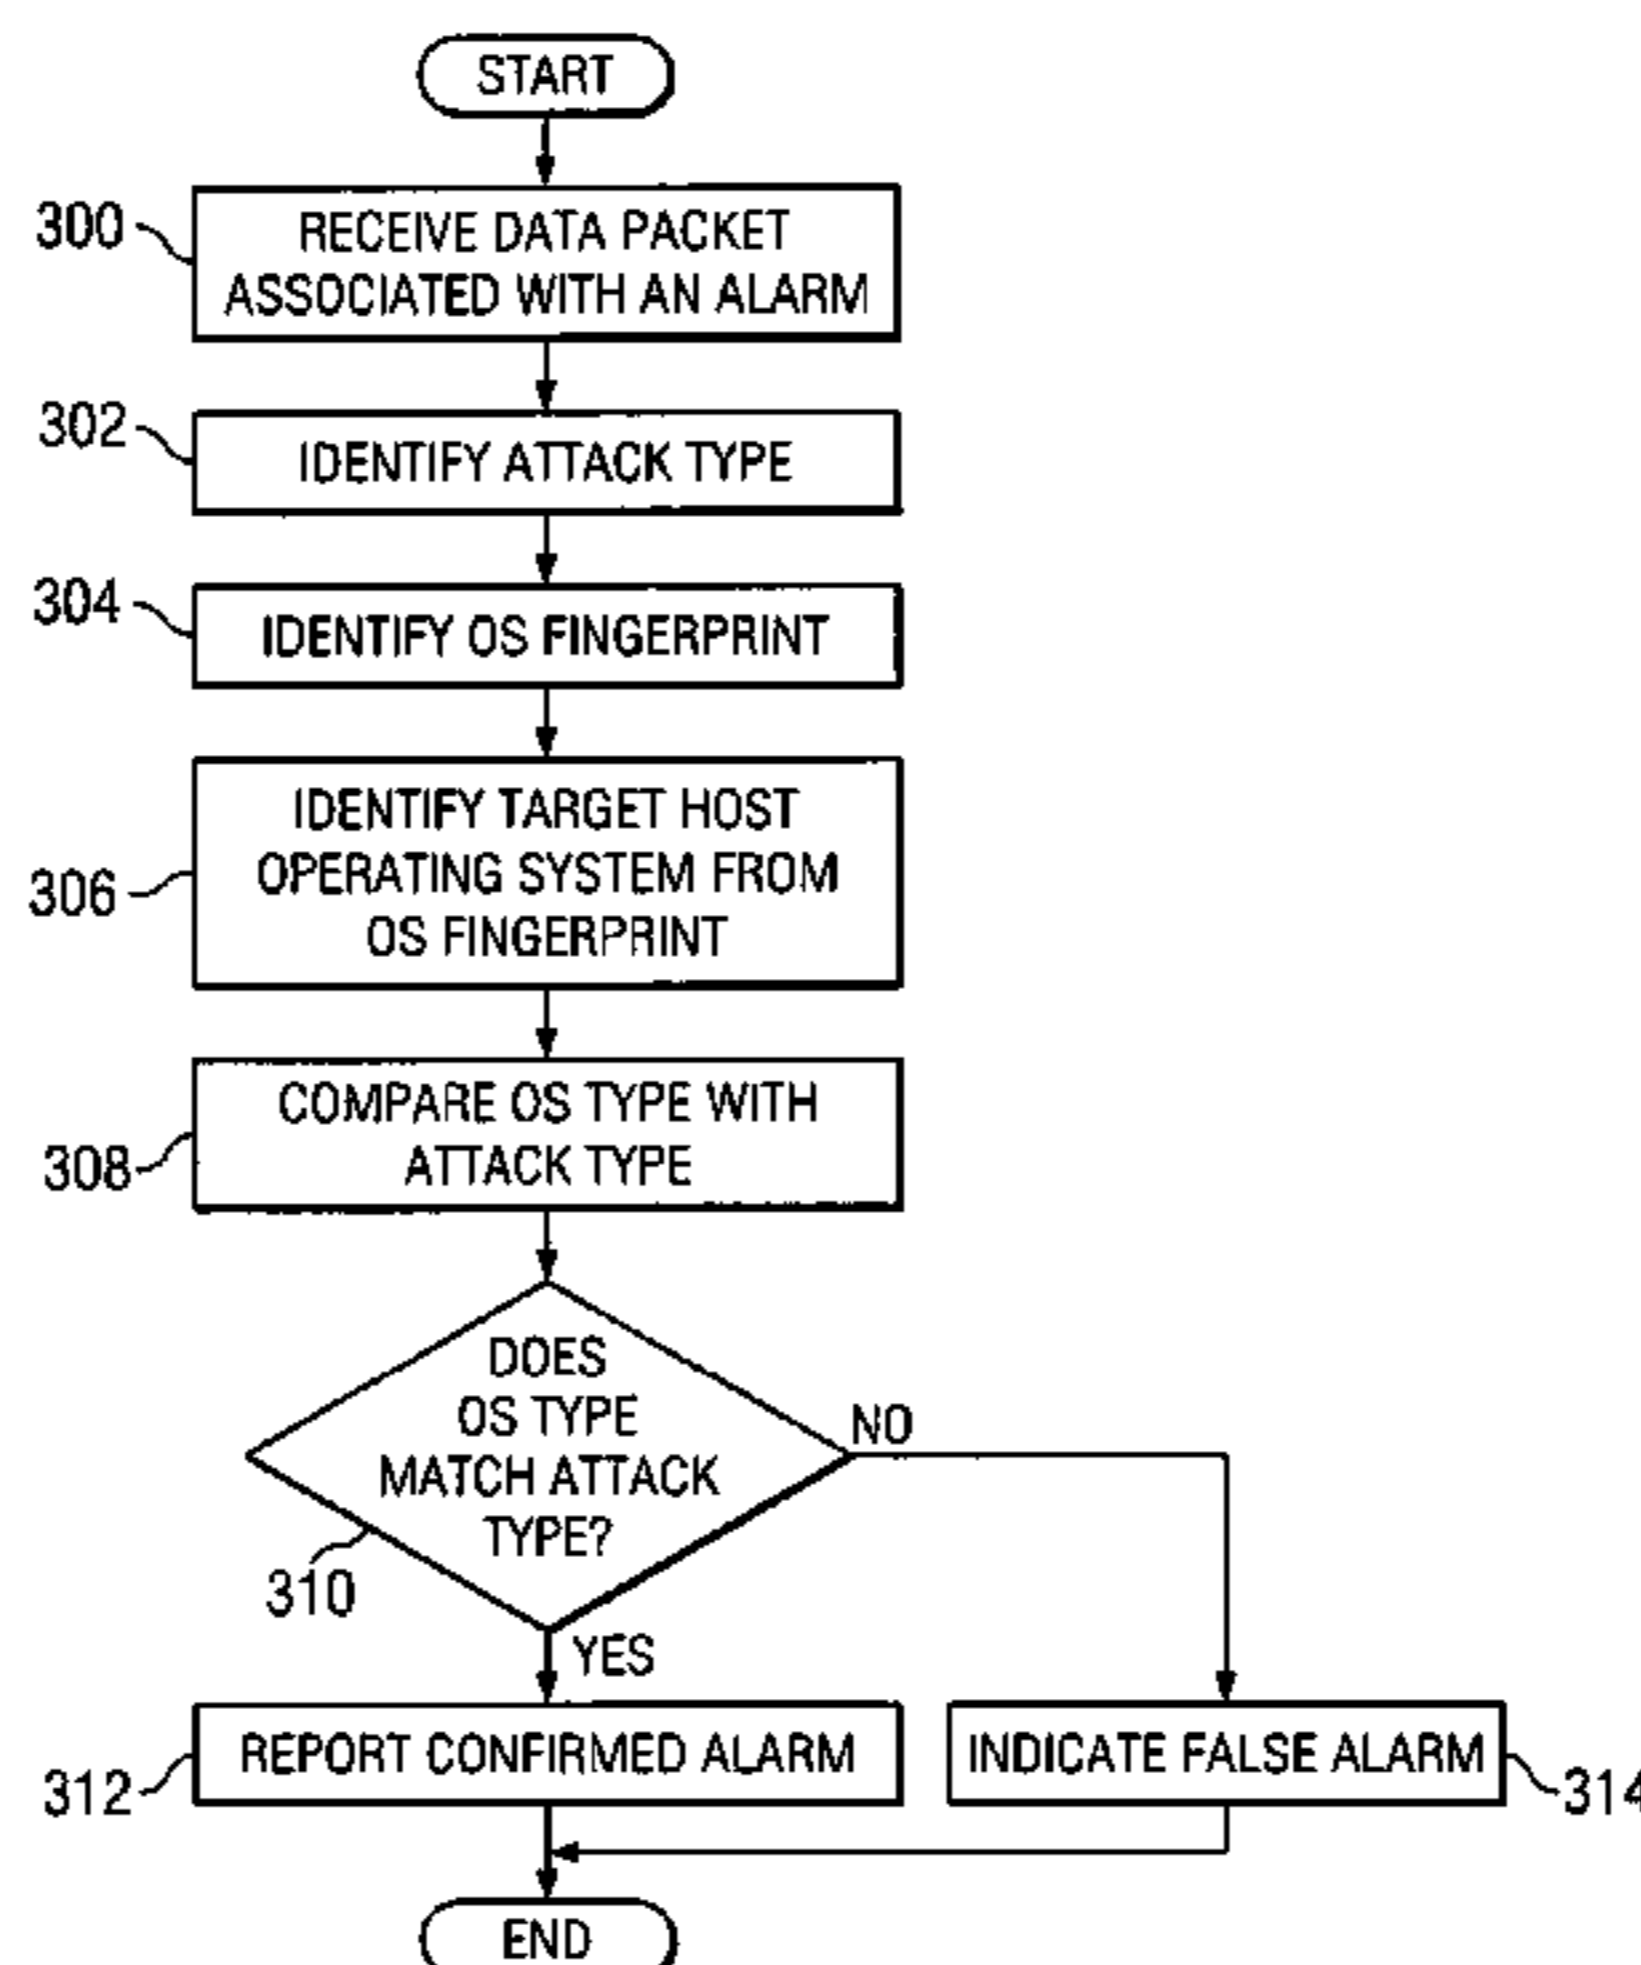 START
300
RECEIVE DATA PACKET
ASSOCIATED WITH AN ALARM
302
IDENTIFY ATTACK TYPE
304
IDENTIFY OS FINGERPRINT
306
IDENTIFY TARGET HOST
OPERATING SYSTEM FROM
OS FINGERPRINT
308
COMPARE OS TYPE WITH
ATTACK TYPE
DOES
OS TYPE
MATCH ATTACK
TYPE?
310
NO
YES
312
REPORT CONFIRMED ALARM
INDICATE FALSE ALARM
314
END